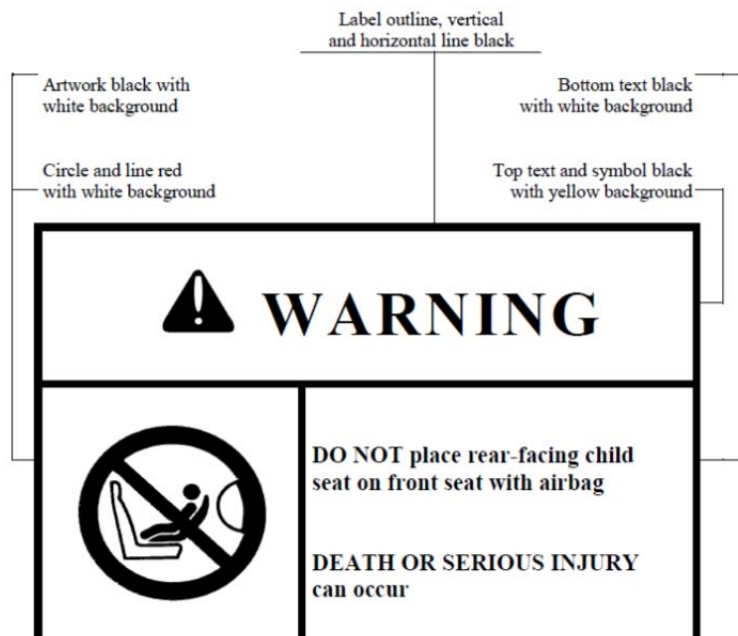 Label outline, vertical
and horizontal line black
Artwork black with
white background
Bottom text black
with white background
Circle and line red
with white background
Top text and symbol black
with yellow background
WARNING
DO NOT place rear-facing child
seat on front seat with airbag
DEATH OR SERIOUS INJURY
can occur